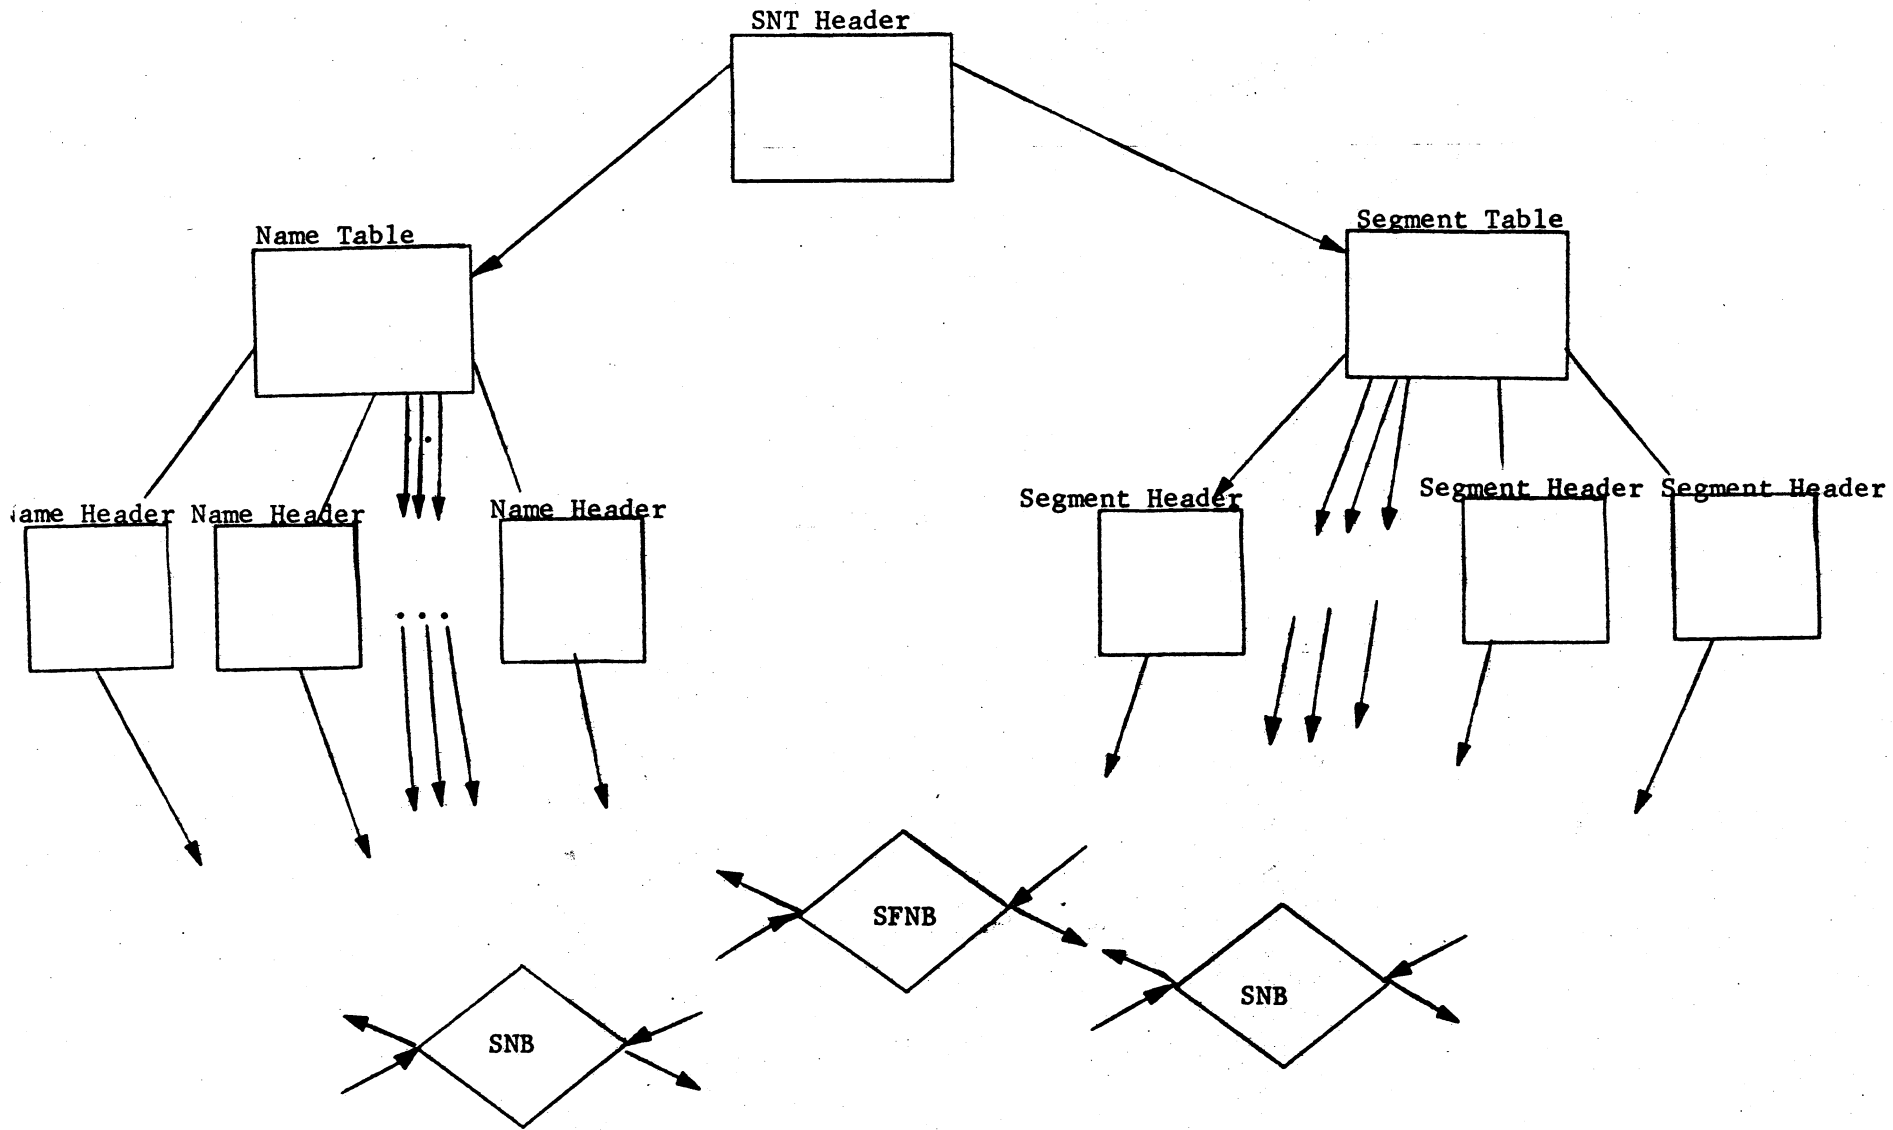 SNT Header
Name Table
Segment Table
Name Header
Name Header
Name Header
Segment Header
Segment Header
Segment Header
SFNB
SNB
SNB